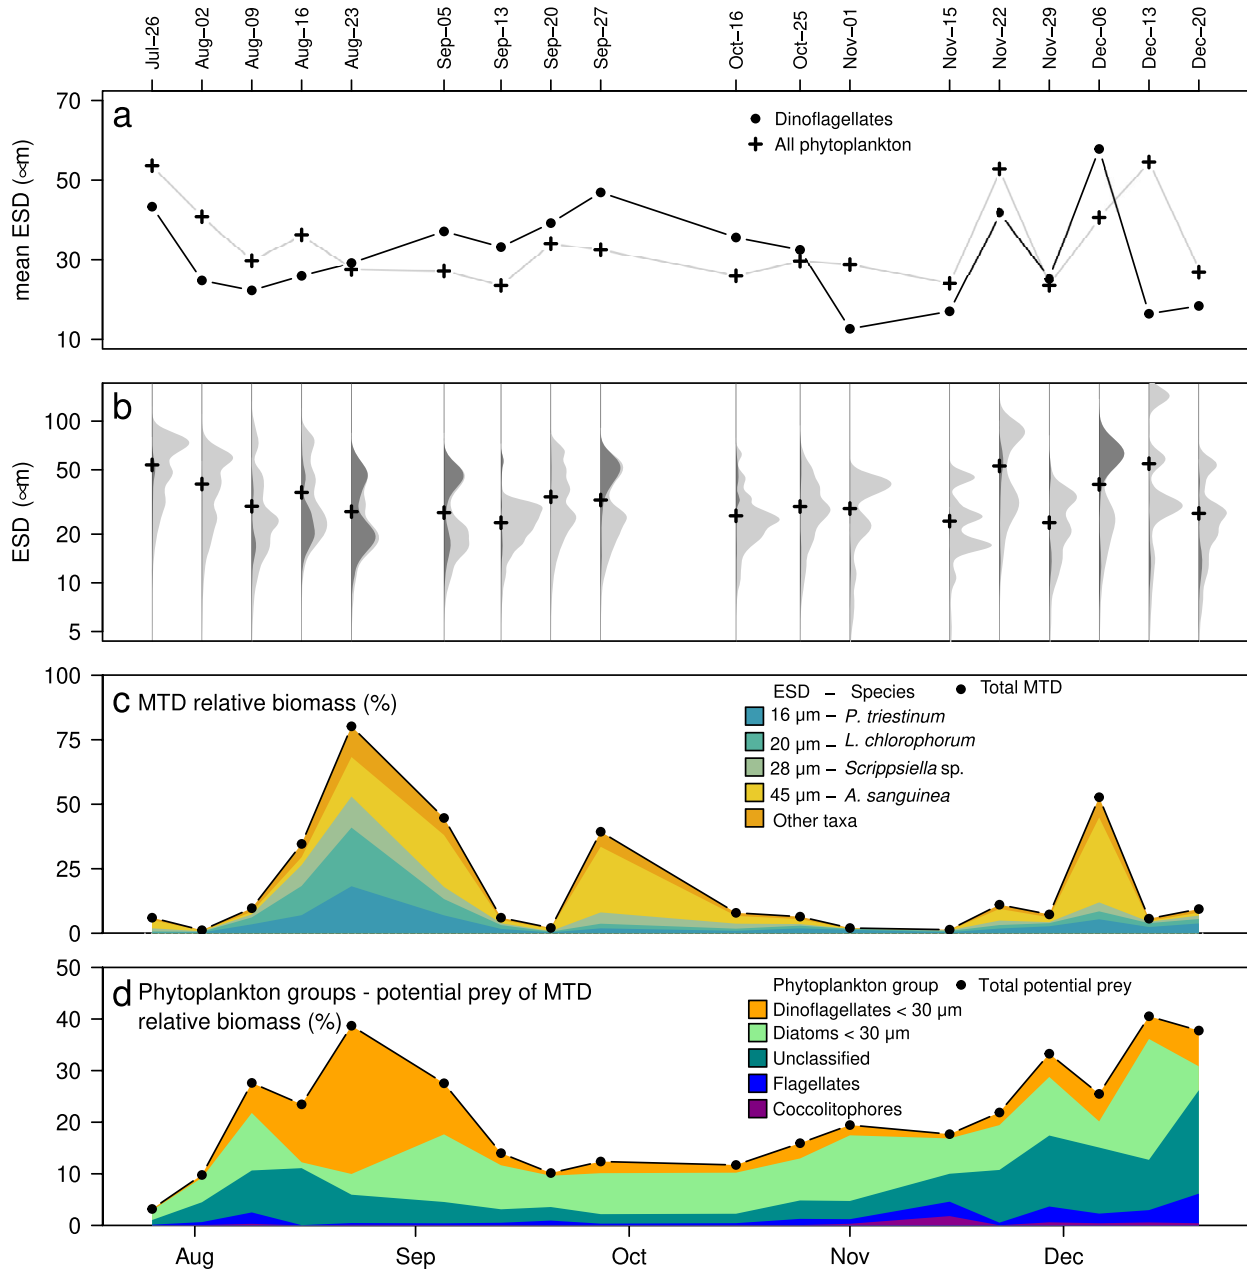 Jul–26 Aug–02 Aug–09 Aug–16 Aug–23 Sep–05 Sep–13 Sep–20 Sep–27 Oct–16 Oct–25 Nov–01 Nov–15 Nov–22 Nov–29 Dec–06 Dec–13 Dec–20
a
Dinoflagellates
All phytoplankton
mean ESD (∝m)
70
50
30
10
b
ESD (∝m)
100
50
20
10
5
c MTD relative biomass (%)
ESD – Species
Total MTD
16 µm – P. triestinum
20 µm – L. chlorophorum
28 µm – Scrippsiella sp.
45 µm – A. sanguinea
Other taxa
100
75
50
25
0
d Phytoplankton groups - potential prey of MTD
relative biomass (%)
Phytoplankton group
Total potential prey
Dinoflagellates < 30 µm
Diatoms < 30 µm
Unclassified
Flagellates
Coccolitophores
50
40
30
20
10
0
Aug Sep Oct Nov Dec